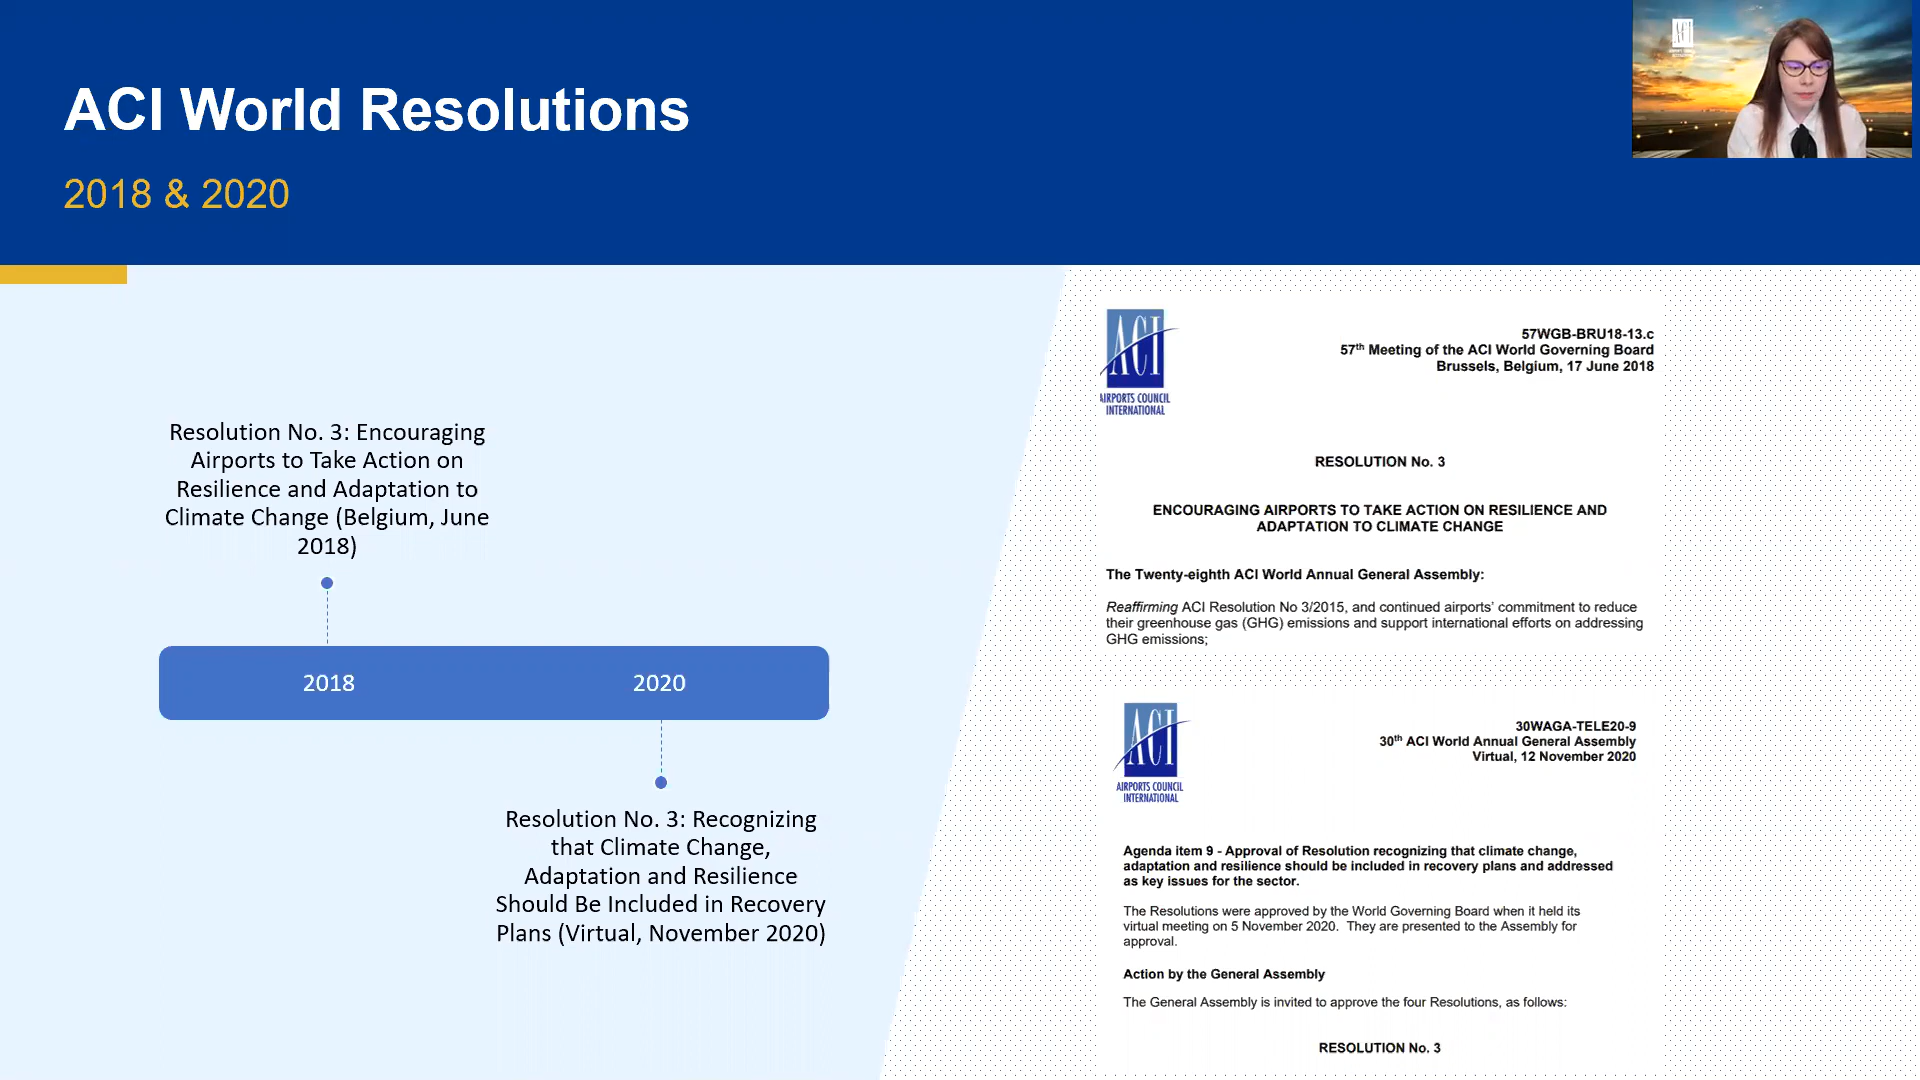 ACI World Resolutions
2018 & 2020
Resolution No. 3: Encouraging
Airports to Take Action on
Resilience and Adaptation to
Climate Change (Belgium, June
2018)
2018
2020
Resolution No. 3: Recognizing
that Climate Change,
Adaptation and Resilience
Should Be Included in Recovery
Plans (Virtual, November 2020)
ACI
AIRPORTS COUNCIL
INTERNATIONAL
57WGB-BRU18-13.c
57th Meeting of the ACI World Governing Board
Brussels, Belgium, 17 June 2018
RESOLUTION No. 3
ENCOURAGING AIRPORTS TO TAKE ACTION ON RESILIENCE AND
ADAPTATION TO CLIMATE CHANGE
The Twenty-eighth ACI World Annual General Assembly:
Reaffirming ACI Resolution No 3/2015, and continued airports' commitment to reduce
their greenhouse gas (GHG) emissions and support international efforts on addressing
GHG emissions;
ACI
AIRPORTS COUNCIL
INTERNATIONAL
30WAGA-TELE20-9
30th ACI World Annual General Assembly
Virtual, 12 November 2020
Agenda item 9 - Approval of Resolution recognizing that climate change,
adaptation and resilience should be included in recovery plans and addressed
as key issues for the sector.
The Resolutions were approved by the World Governing Board when it held its
virtual meeting on 5 November 2020. They are presented to the Assembly for
approval.
Action by the General Assembly
The General Assembly is invited to approve the four Resolutions, as follows:
RESOLUTION No. 3